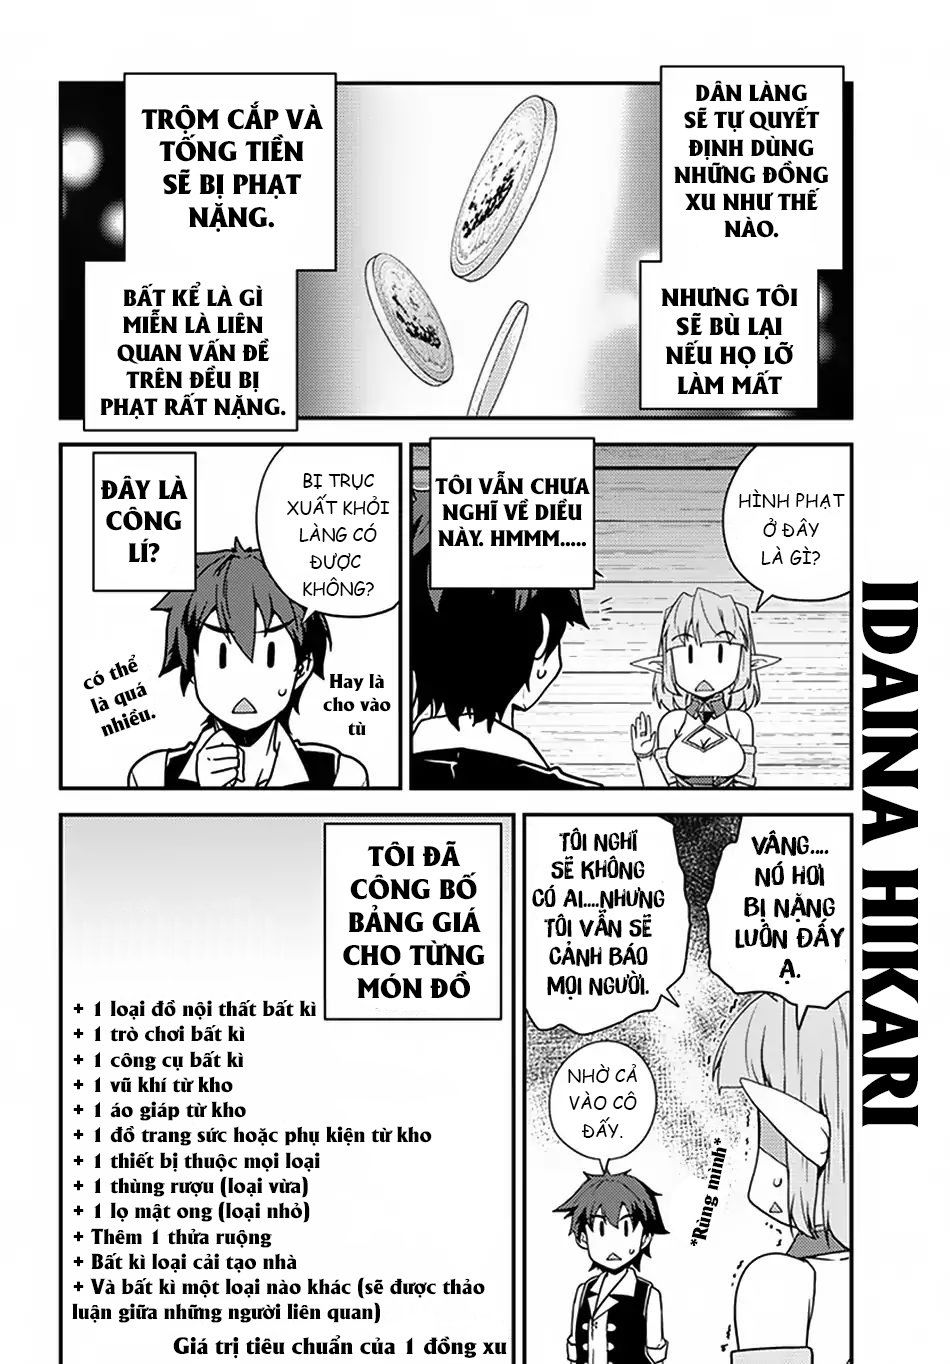 DÂN LÀNG
SẼ TỰ QUYẾT
ĐỊNH DÙNG
NHỮNG ĐỒNG
XU NHƯ THẾ
NÀO.
NHƯNG TÔI
SẼ BÙ LẠI
NẾU HỌ LỠ
LÀM MẤT
TRỘM CẮP VÀ
TỐNG TIỀN
SẼ BỊ PHẠT
NẶNG.
BẤT KỂ LÀ GÌ
MIỄN LÀ LIÊN
QUAN VẤN ĐỀ
TRÊN ĐỀU BỊ
PHẠT RẤT NẶNG.
HÌNH PHẠT
Ở ĐÂY
LÀ GÌ?
TÔI VẪN CHƯA
NGHĨ VỀ DIỀU
NÀY. HMMM.....
BỊ TRỤC
XUẤT KHỎI
LÀNG CÓ
ĐƯỢC
KHÔNG?
Hay là
cho vào
tù
ĐÂY LÀ
CÔNG
LÍ?
có thể
là quá
nhiều.
IDAINA HIKARI
VÂNG....
NÓ HƠI
BỊ NẶNG
LUÔN ĐẤY
Ạ.
TÔI NGHĨ
SẼ KHÔNG
CÓ AI....NHƯNG
TÔI VẪN SẼ
CẢNH BÁO
MỌI NGƯỜI.
NHỜ CẢ
VÀO CÔ
ĐẤY.
*Rùng mình*
TÔI ĐÃ
CÔNG BỐ
BẢNG GIÁ
CHO TỪNG
MÓN ĐỒ
+ 1 loại đồ nội thất bất kì
+ 1 trò chơi bất kì
+ 1 công cụ bất kì
+ 1 vũ khí từ kho
+ 1 áo giáp từ kho
+ 1 đồ trang sức hoặc phụ kiện từ kho
+ 1 thiết bị thuộc mọi loại
+ 1 thùng rượu (loại vừa)
+ 1 lọ mật ong (loại nhỏ)
+ Thêm 1 thửa ruộng
+ Bất kì loại cải tạo nhà
+ Và bất kì một loại nào khác (sẽ được thảo
luận giữa những người liên quan)
Giá trị tiêu chuẩn của 1 đồng xu